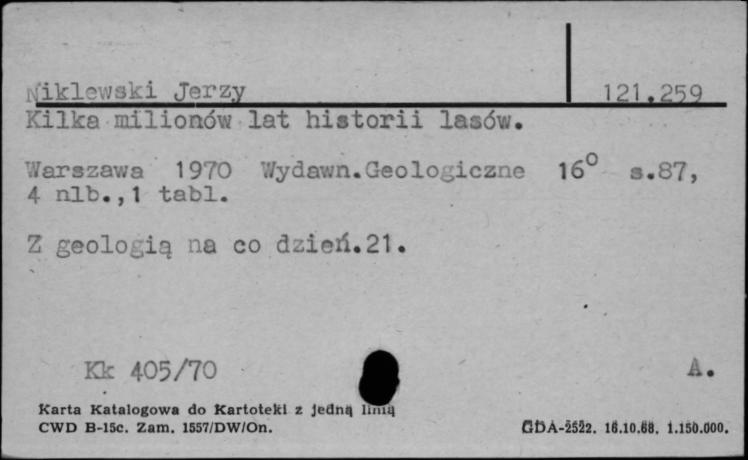 Niklewski Jerzy 121.259
Kilka milionów lat historii lasów.
Warszawa 1970 Wydawn.Geologiczne 16° s.87,
4 nlb.,1 tabl.
Z geologią na co dzień.21.
Kk 405/70 A.
Karta Katalogowa do Kartoteki z jedną linią
CWD B-15c. Zam. 1557/DW/On. GDA-2522. 16.10.68. 1.150.000.